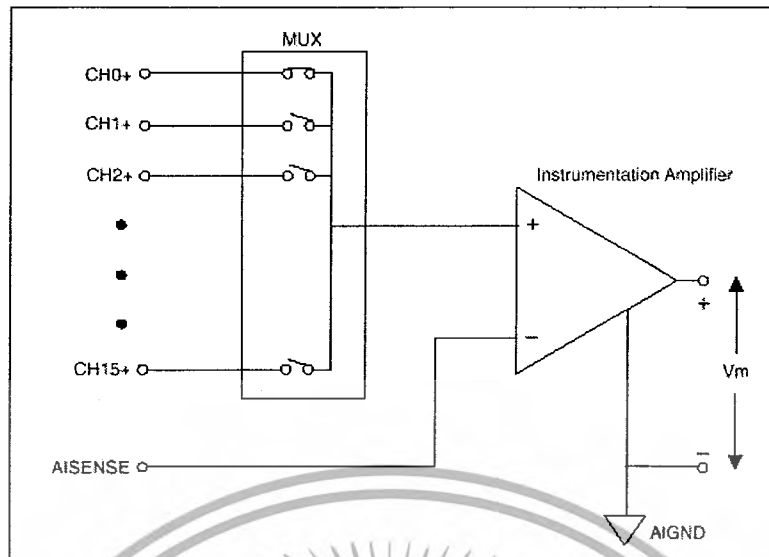 MUX
CH0+
CH1+
CH2+
Instrumentation Amplifier
+
−
+
Vm
−
CH15+
AISENSE
AIGND